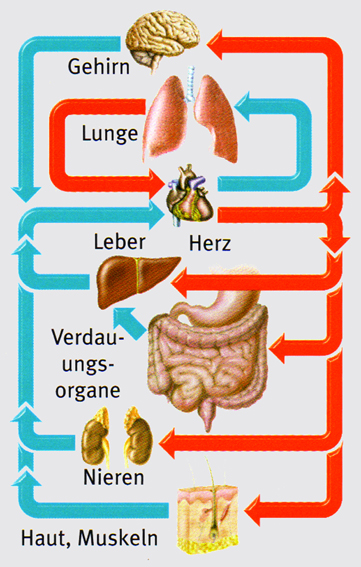 Gehirn
Lunge
Leber
Herz
Verdau-
ungs-
organe
Nieren
Haut, Muskeln